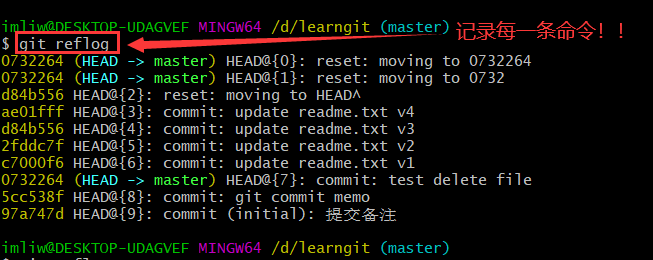 imliw@DESKTOP-UDAGVEF MINGW64 /d/learngit (master)
$ git reflog 记录每一条命令！！
0732264 (HEAD -> master) HEAD@{0}: reset: moving to 0732264
0732264 (HEAD -> master) HEAD@{1}: reset: moving to 0732
d84b556 HEAD@{2}: reset: moving to HEAD^
ae01fff HEAD@{3}: commit: update readme.txt v4
d84b556 HEAD@{4}: commit: update readme.txt v3
2fddc7f HEAD@{5}: commit: update readme.txt v2
c7000f6 HEAD@{6}: commit: update readme.txt v1
0732264 (HEAD -> master) HEAD@{7}: commit: test delete file
5cc538f HEAD@{8}: commit: git commit memo
97a747d HEAD@{9}: commit (initial): 提交备注
imliw@DESKTOP-UDAGVEF MINGW64 /d/learngit (master)